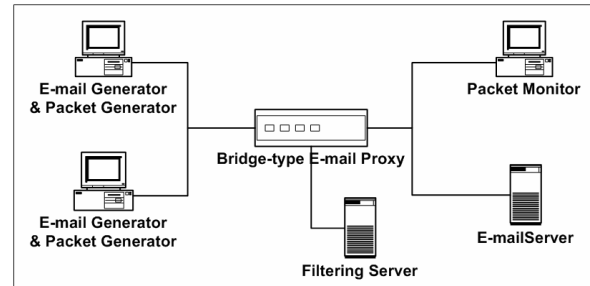 E-mail Generator
& Packet Generator
Packet Monitor
Bridge-type E-mail Proxy
E-mail Generator
& Packet Generator
E-mailServer
Filtering Server